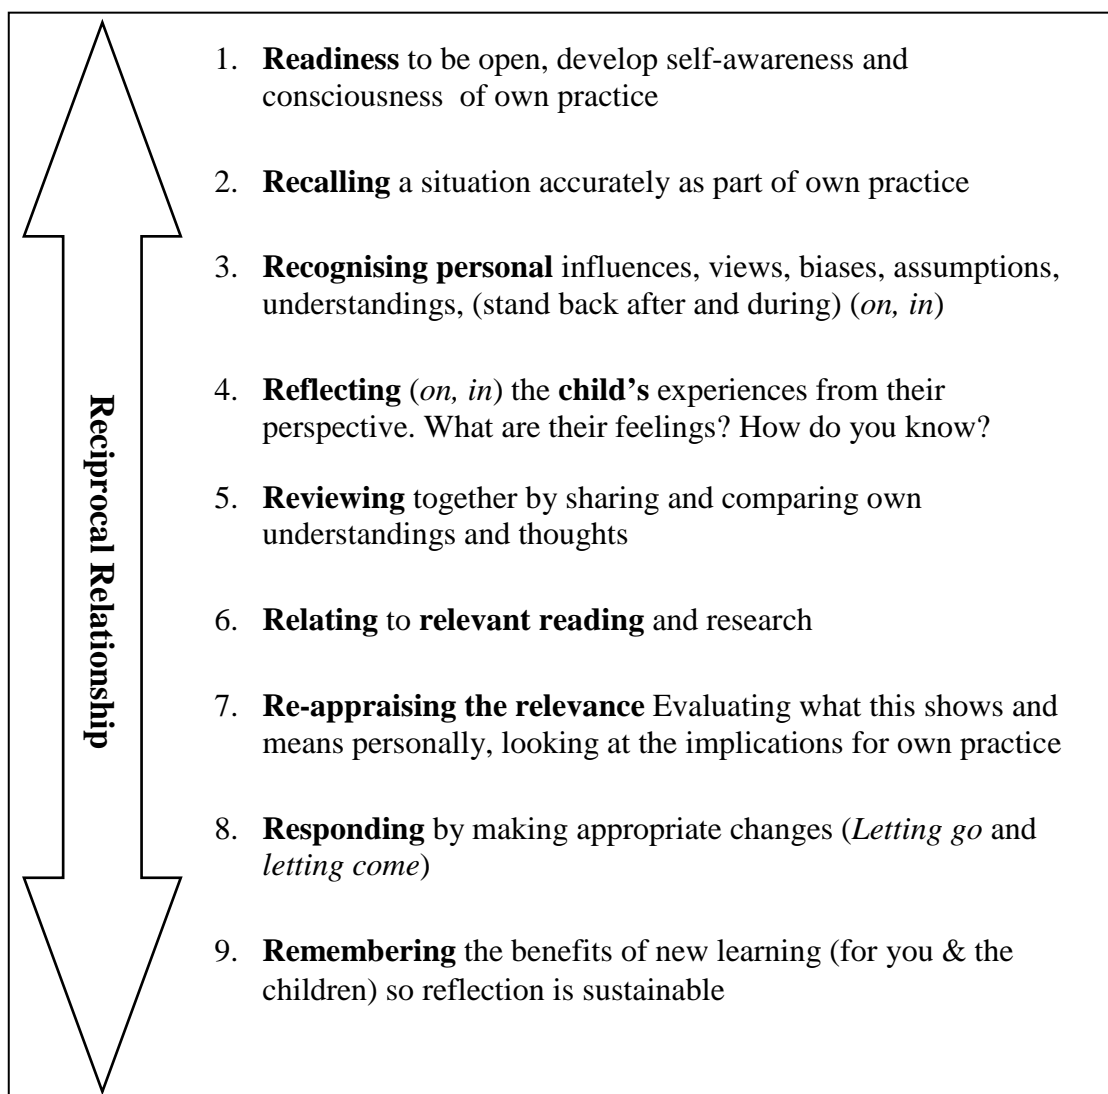 Reciprocal Relationship
1. Readiness to be open, develop self-awareness and
consciousness of own practice
2. Recalling a situation accurately as part of own practice
3. Recognising personal influences, views, biases, assumptions,
understandings, (stand back after and during) (on, in)
4. Reflecting (on, in) the child’s experiences from their
perspective. What are their feelings? How do you know?
5. Reviewing together by sharing and comparing own
understandings and thoughts
6. Relating to relevant reading and research
7. Re-appraising the relevance Evaluating what this shows and
means personally, looking at the implications for own practice
8. Responding by making appropriate changes (Letting go and
letting come)
9. Remembering the benefits of new learning (for you & the
children) so reflection is sustainable